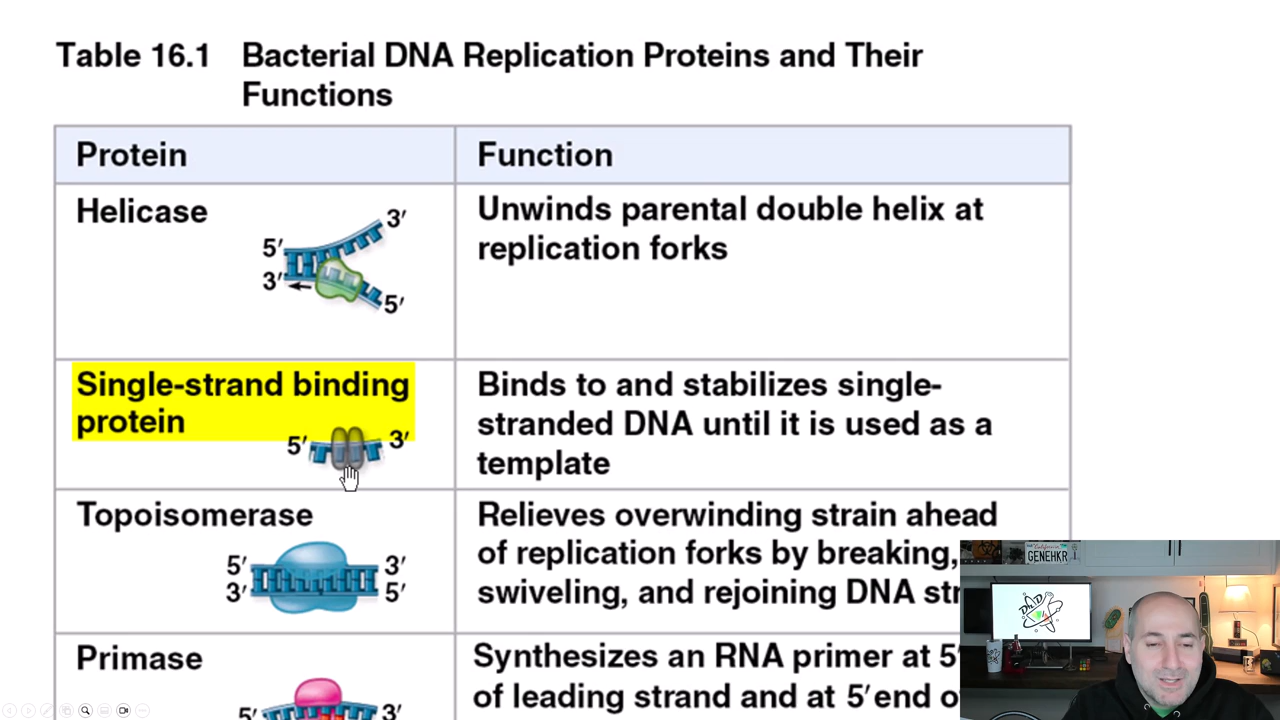 Table 16.1 Bacterial DNA Replication Proteins and Their
Functions
Protein
Function
Helicase
3′
5′
3′
5′
Unwinds parental double helix at
replication forks
Single-strand binding
protein
5′
3′
Binds to and stabilizes single-
stranded DNA until it is used as a
template
Topoisomerase
5′
3′
3′
5′
Relieves overwinding strain ahead
of replication forks by breaking,
swiveling, and rejoining DNA str
Primase
5′
3′
Synthesizes an RNA primer at 5′
of leading strand and at 5′ end o
GENEHKR